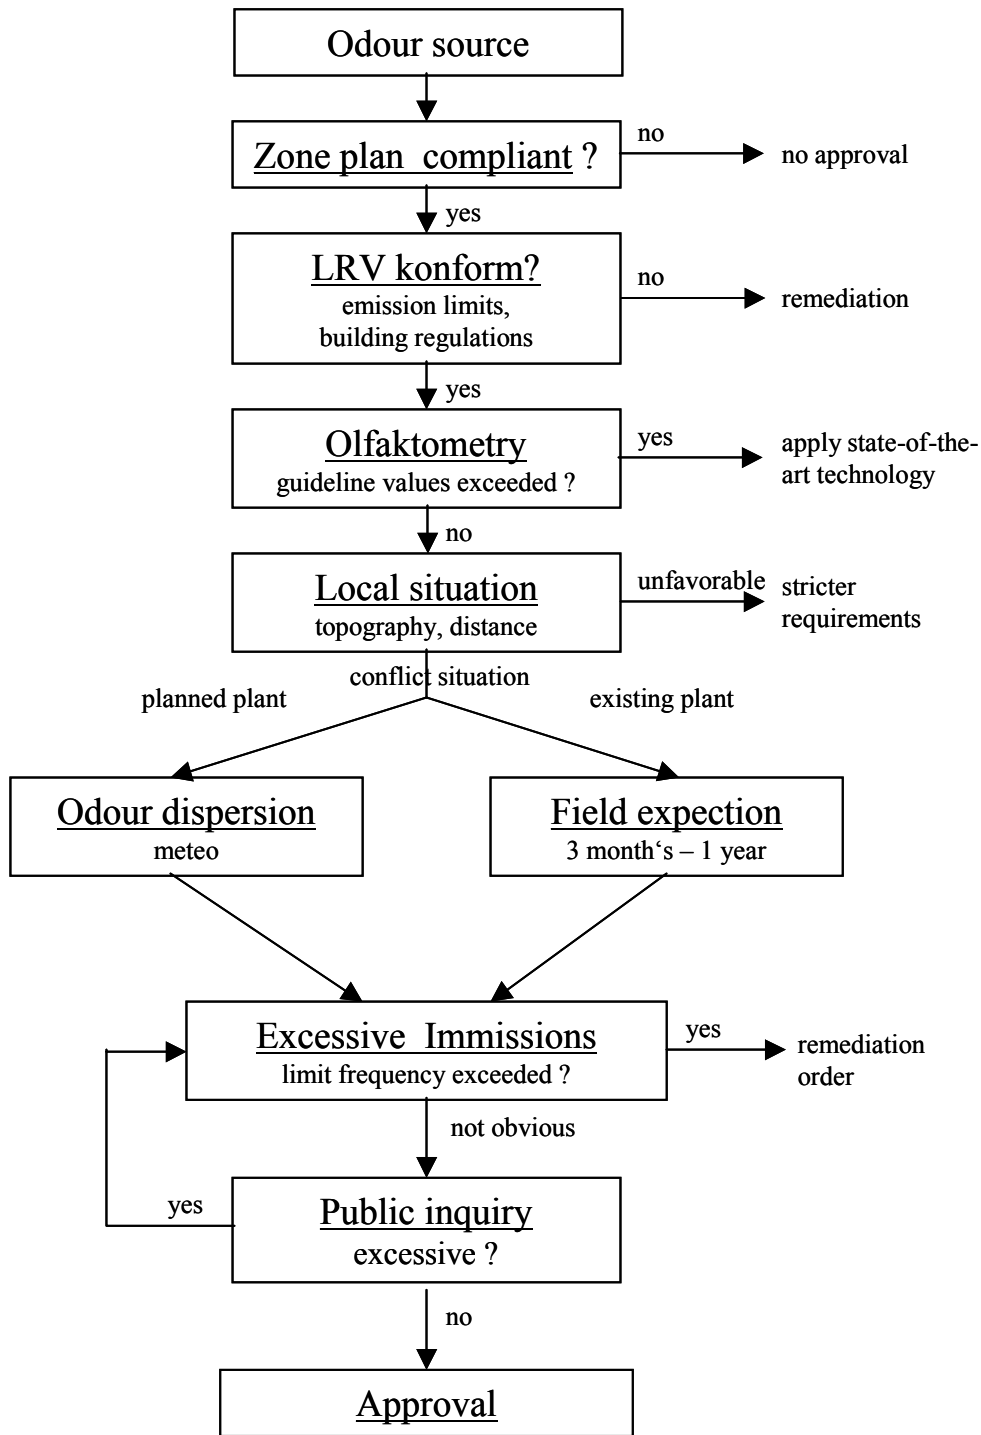 Odour source
Zone plan compliant ?
no
no approval
yes
LRV konform?
emission limits,
building regulations
no
remediation
yes
Olfaktometry
guideline values exceeded ?
yes
apply state-of-the-
art technology
no
Local situation
topography, distance
unfavorable
stricter
requirements
conflict situation
planned plant
existing plant
Odour dispersion
meteo
Field expection
3 month‘s – 1 year
Excessive Immissions
limit frequency exceeded ?
yes
remediation
order
not obvious
yes
Public inquiry
excessive ?
no
Approval